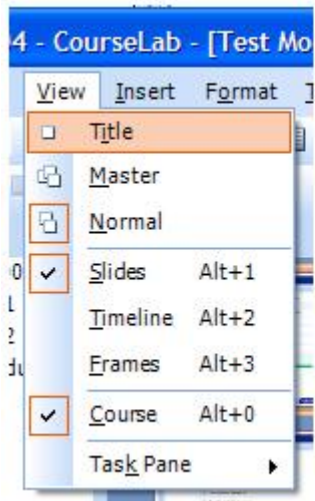 4 - CourseLab - [Test Mo
View Insert Format
Title
Master
Normal
Slides Alt+1
Timeline Alt+2
Frames Alt+3
Course Alt+0
Task Pane